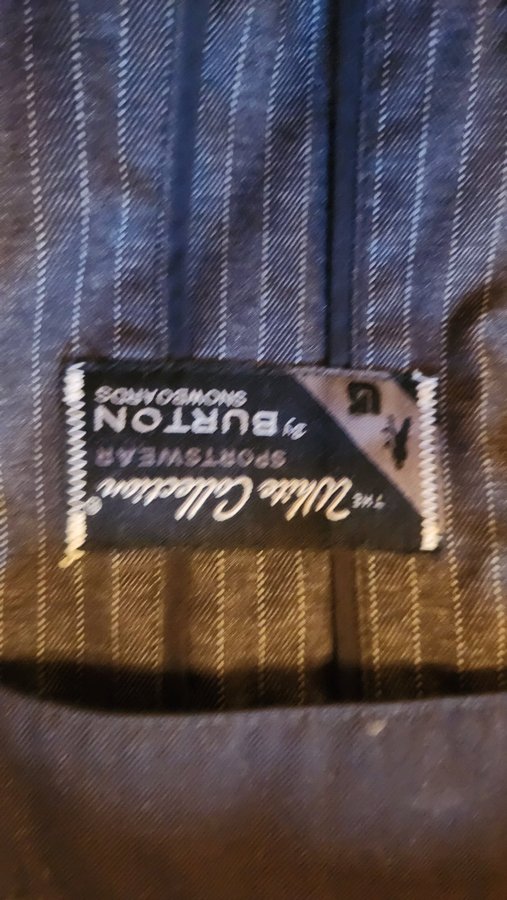 THE White Collection®
SPORTSWEAR
By BURTON
SNOWBOARDS